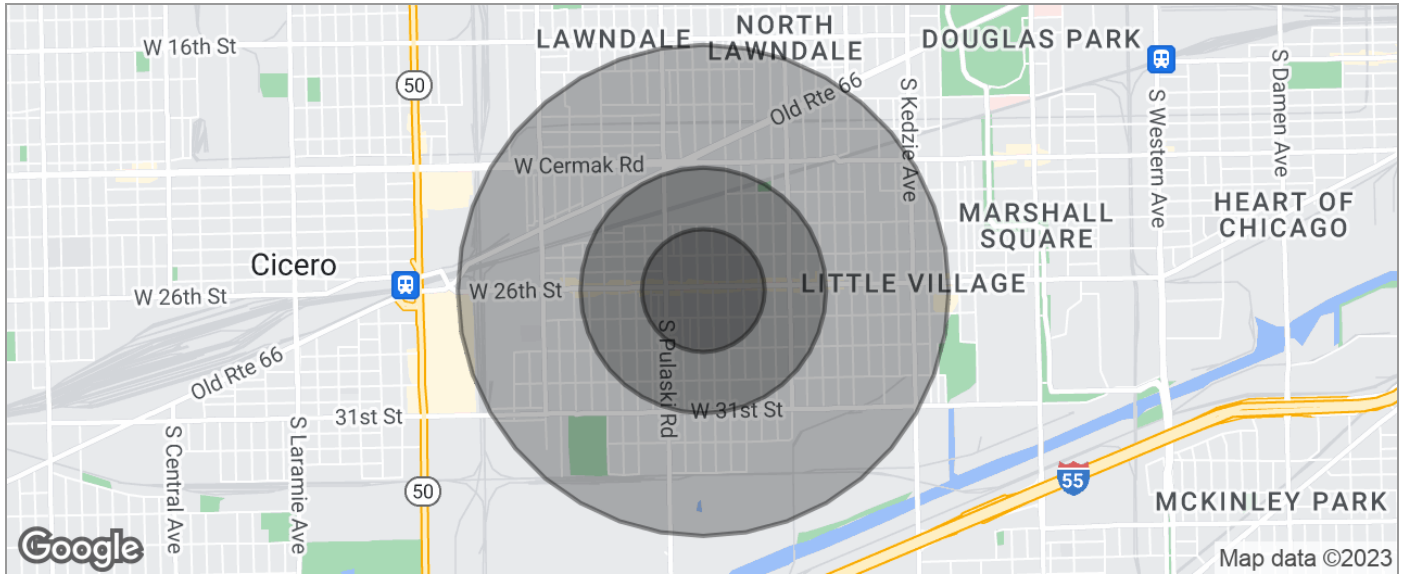 W 16th St
LAWNDALE
NORTH
LAWNDALE
DOUGLAS PARK
50
Old Rte 66
S Kedzie Ave
S Western Ave
S Damen Ave
W Cermak Rd
MARSHALL
SQUARE
HEART OF
CHICAGO
Cicero
W 26th St
W 26th St
LITTLE VILLAGE
Old Rte 66
S Pulaski Rd
31st St
W 31st St
S Central Ave
S Laramie Ave
50
55
MCKINLEY PARK
Google
Map data ©2023